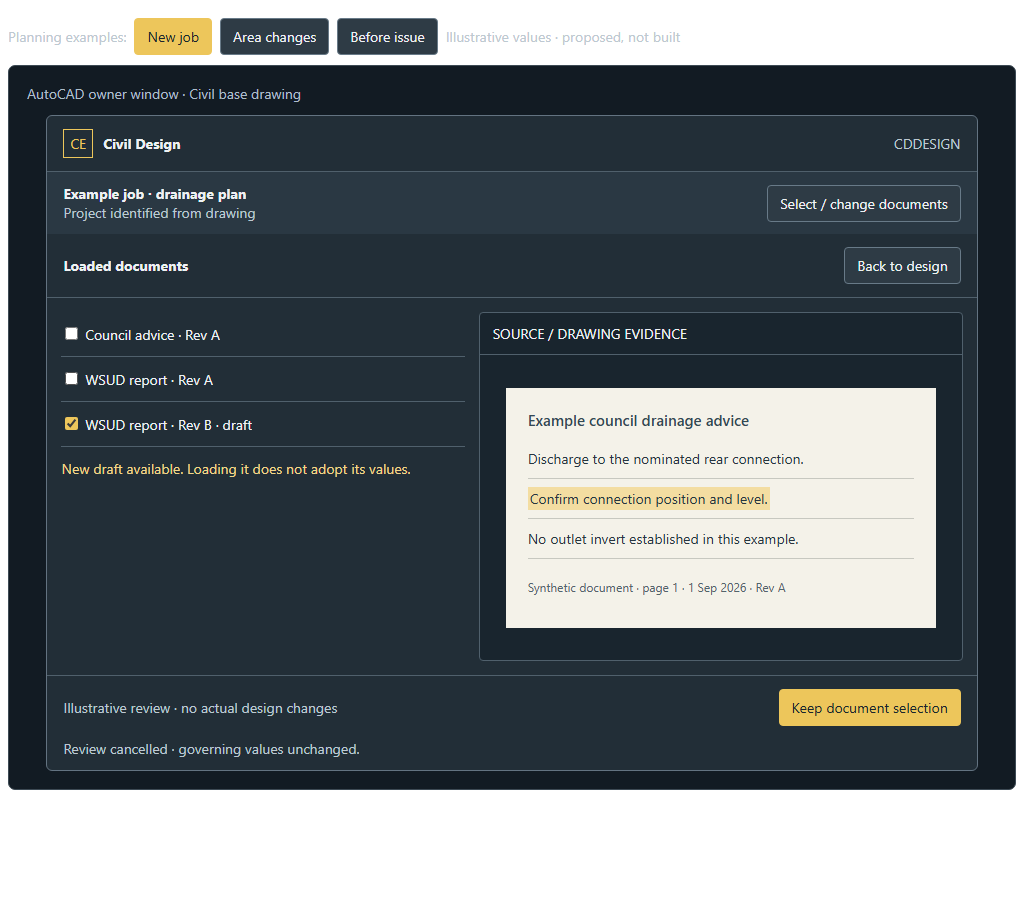 Planning examples: New job Area changes Before issue Illustrative values · proposed, not built
AutoCAD owner window · Civil base drawing
CE Civil Design CDDESIGN
Example job · drainage plan
Project identified from drawing
Select / change documents
Loaded documents
Back to design
Council advice · Rev A
WSUD report · Rev A
WSUD report · Rev B · draft
New draft available. Loading it does not adopt its values.
SOURCE / DRAWING EVIDENCE
Example council drainage advice
Discharge to the nominated rear connection.
Confirm connection position and level.
No outlet invert established in this example.
Synthetic document · page 1 · 1 Sep 2026 · Rev A
Illustrative review · no actual design changes
Keep document selection
Review cancelled · governing values unchanged.